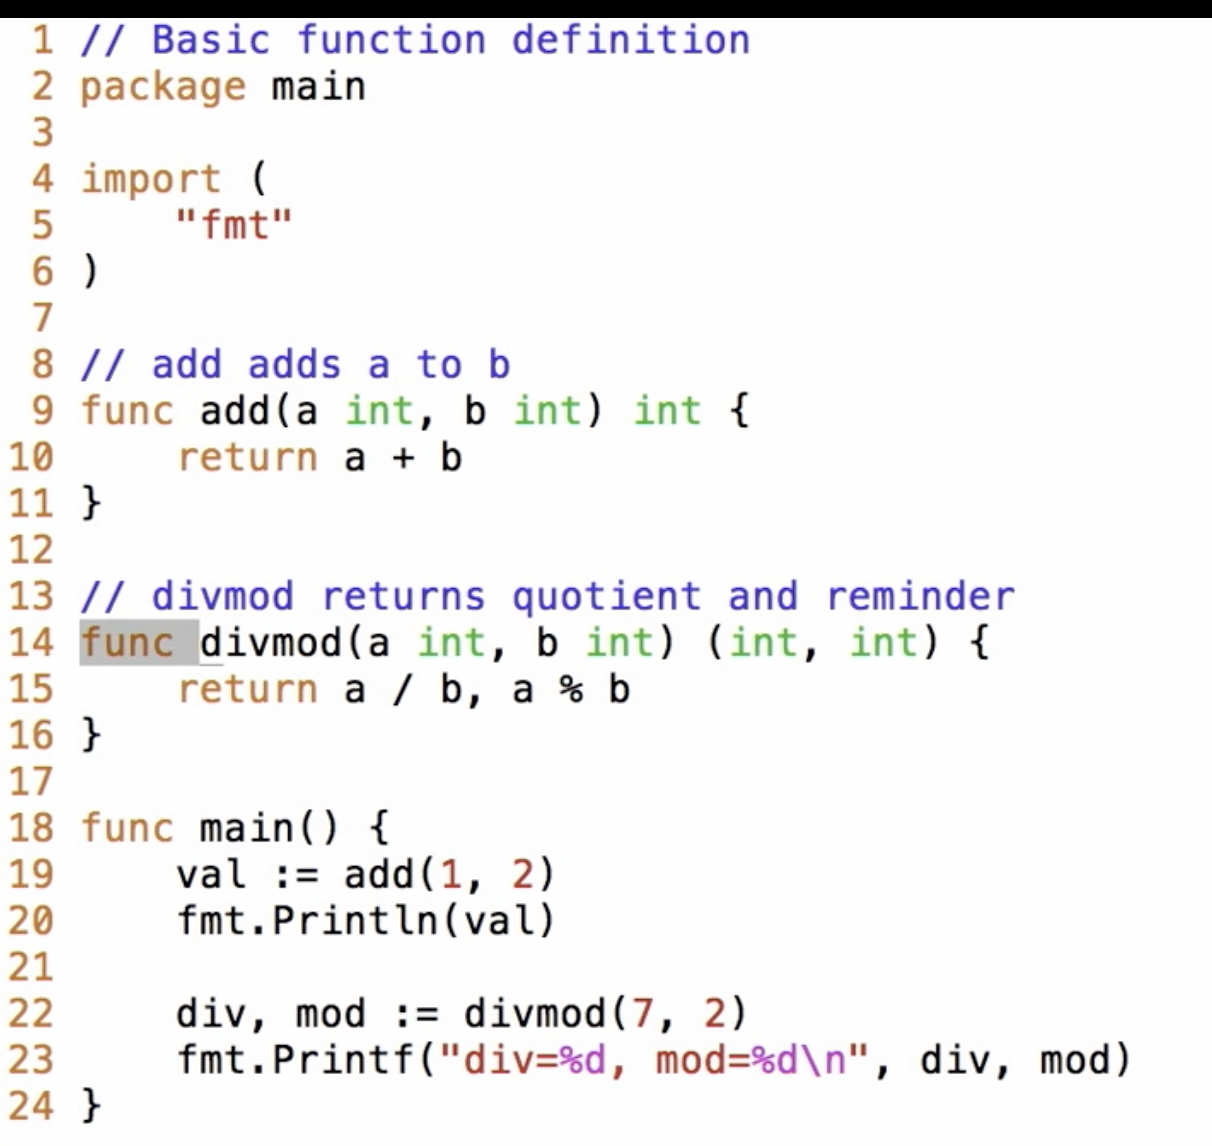 1 // Basic function definition
2 package main
3
4 import (
5     "fmt"
6 )
7
8 // add adds a to b
9 func add(a int, b int) int {
10     return a + b
11 }
12
13 // divmod returns quotient and reminder
14 func divmod(a int, b int) (int, int) {
15     return a / b, a % b
16 }
17
18 func main() {
19     val := add(1, 2)
20     fmt.Println(val)
21
22     div, mod := divmod(7, 2)
23     fmt.Printf("div=%d, mod=%d\n", div, mod)
24 }